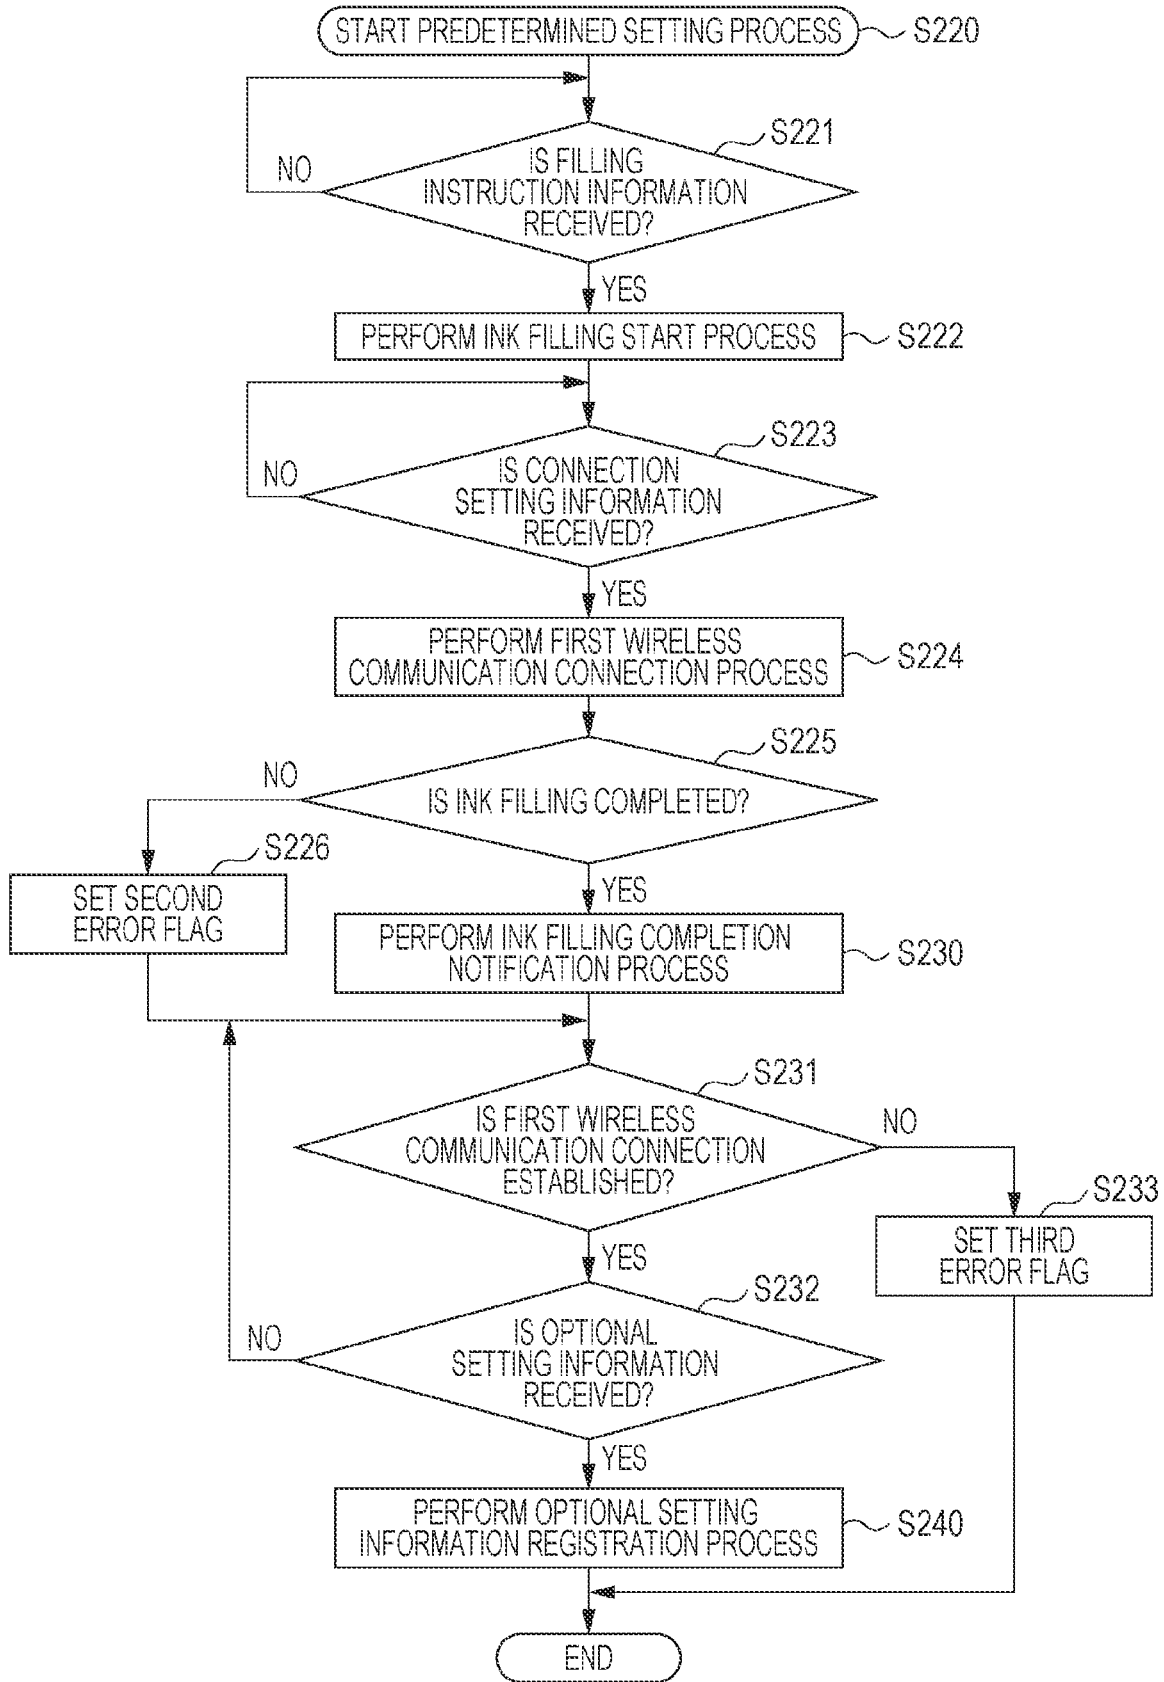 START PREDETERMINED SETTING PROCESS
S220
S221
IS FILLING
INSTRUCTION INFORMATION
RECEIVED?
NO
YES
PERFORM INK FILLING START PROCESS
S222
S223
IS CONNECTION
SETTING INFORMATION
RECEIVED?
NO
YES
PERFORM FIRST WIRELESS
COMMUNICATION CONNECTION PROCESS
S224
S225
NO
IS INK FILLING COMPLETED?
S226
SET SECOND
ERROR FLAG
YES
PERFORM INK FILLING COMPLETION
NOTIFICATION PROCESS
S230
S231
IS FIRST WIRELESS
COMMUNICATION CONNECTION
ESTABLISHED?
NO
S233
SET THIRD
ERROR FLAG
YES
S232
IS OPTIONAL
SETTING INFORMATION
RECEIVED?
NO
YES
PERFORM OPTIONAL SETTING
INFORMATION REGISTRATION PROCESS
S240
END